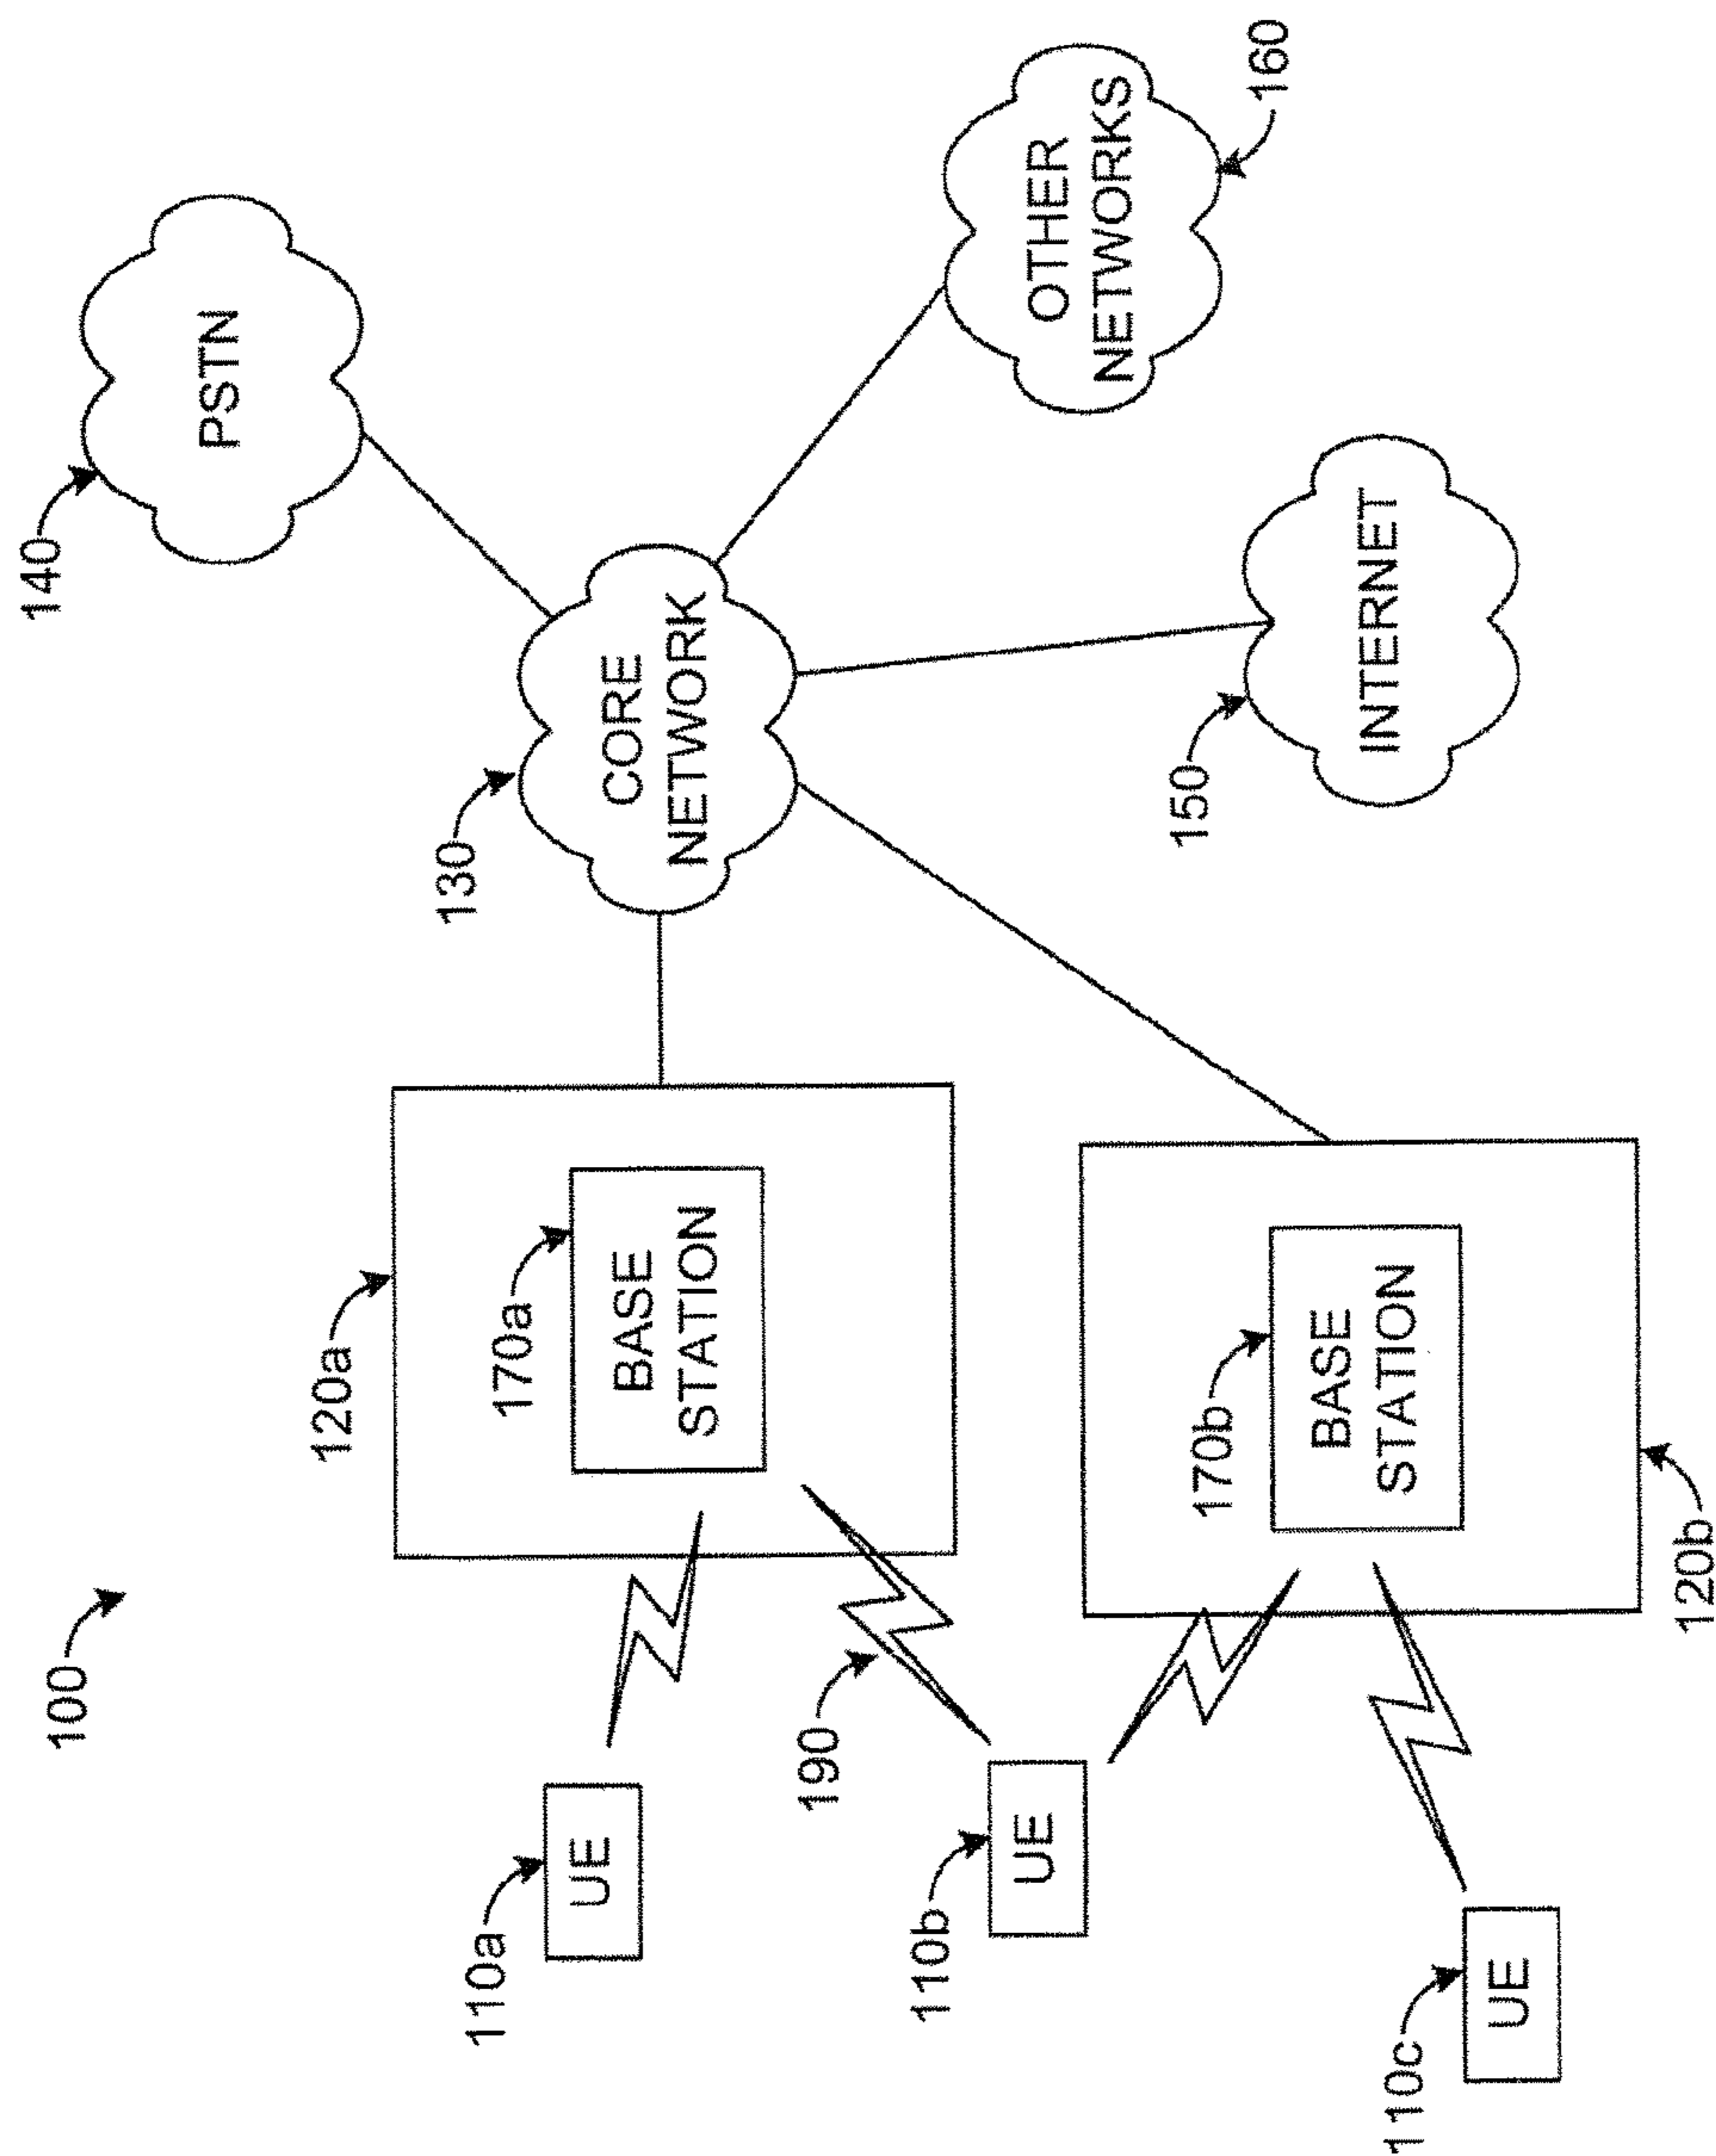 100
110a
UE
110b
UE
110c
UE
190
120a
170a
BASE
STATION
170b
BASE
STATION
120b
130
CORE
NETWORK
140
PSTN
150
INTERNET
OTHER
NETWORKS
160